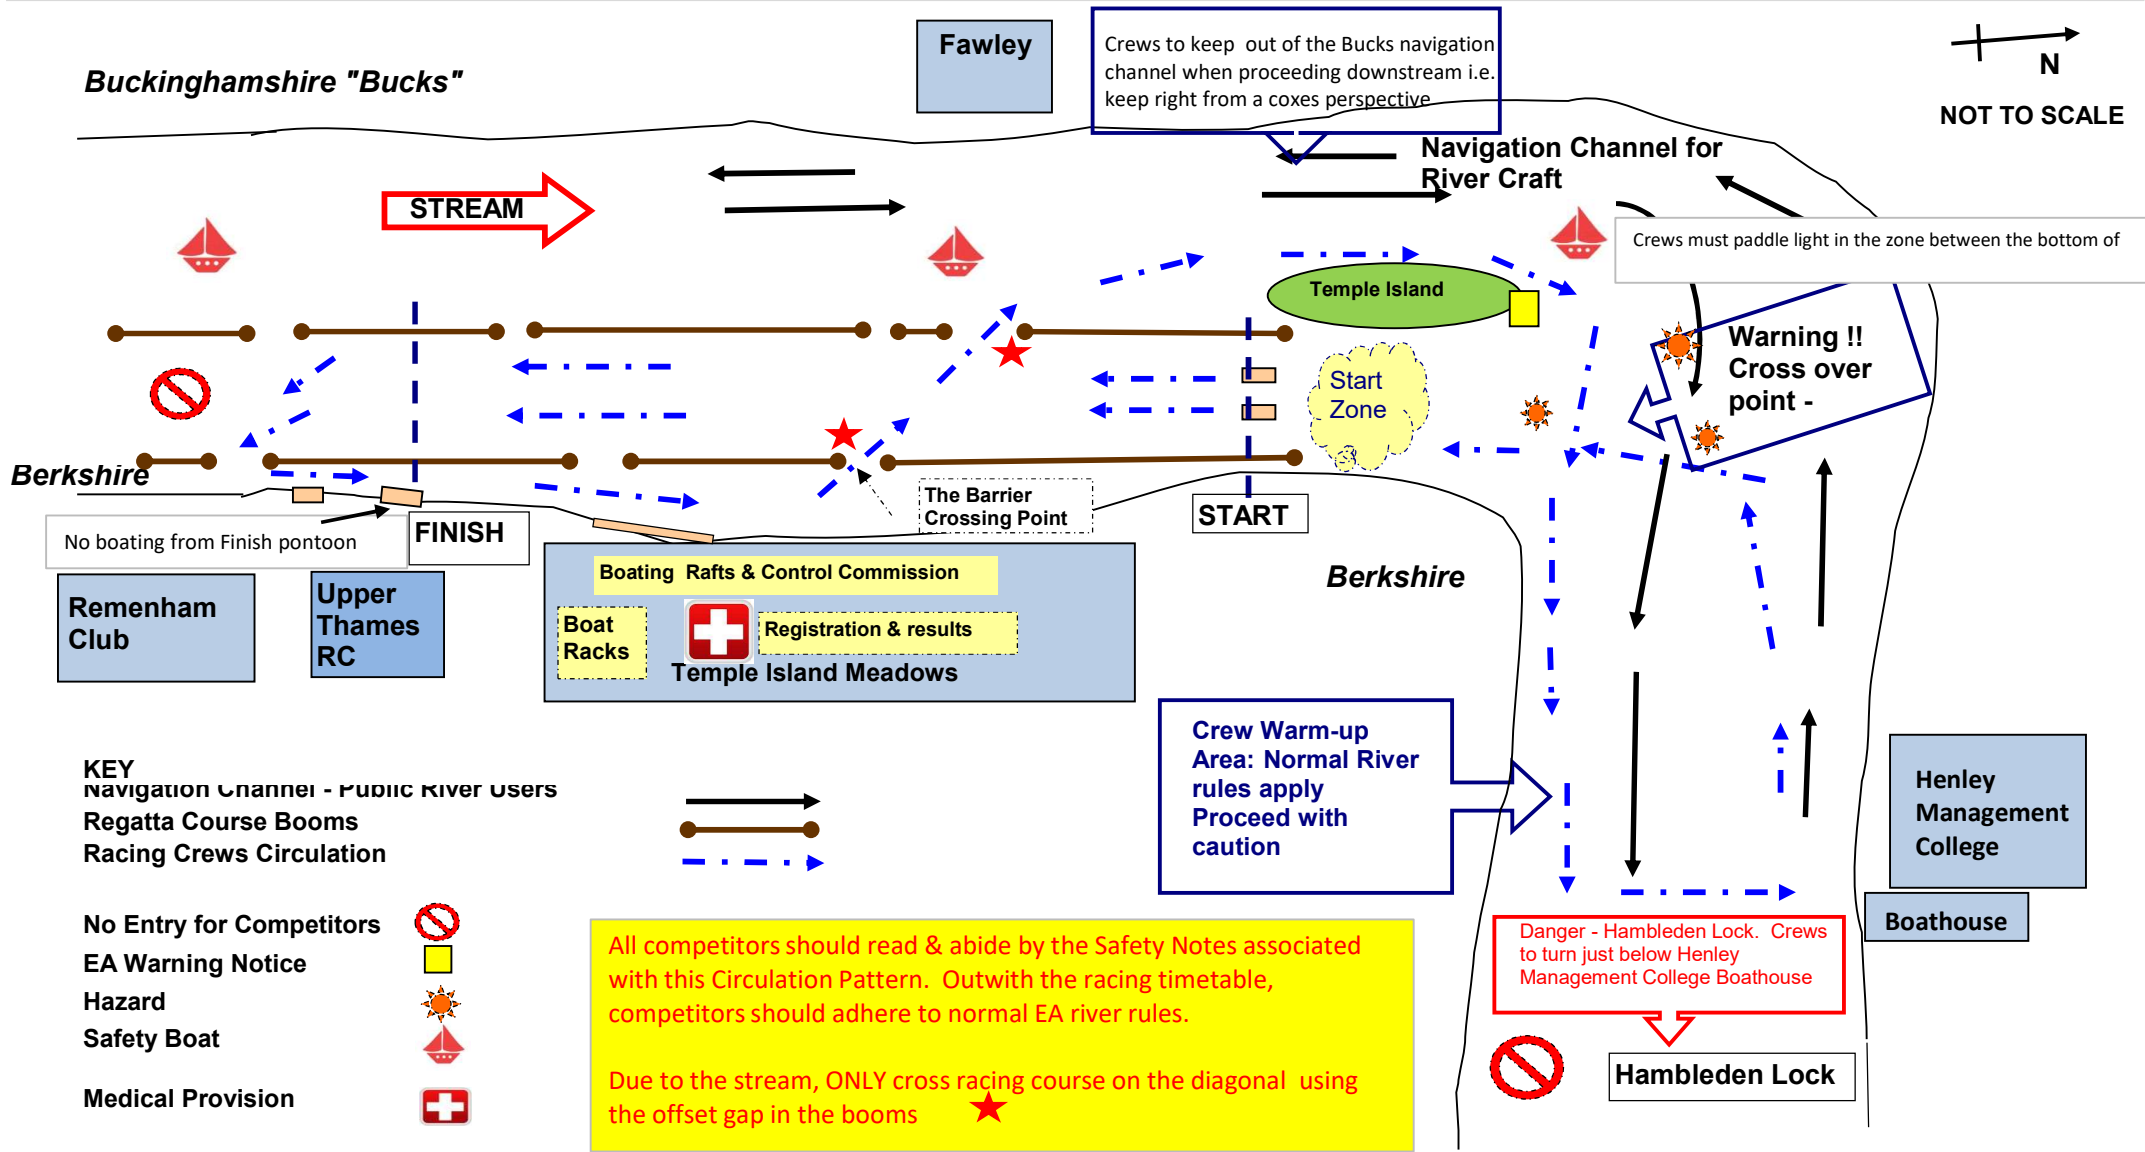 Fawley
Crews to keep out of the Bucks navigation
channel when proceeding downstream i.e.
keep right from a coxes perspective
N
NOT TO SCALE
Buckinghamshire "Bucks"
Navigation Channel for
River Craft
STREAM
Crews must paddle light in the zone between the bottom of
Temple Island
Warning !!
Cross over
point -
Start
Zone
Berkshire
The Barrier
Crossing Point
START
No boating from Finish pontoon
FINISH
Berkshire
Remenham
Club
Upper
Thames
RC
Boating Rafts & Control Commission
Boat
Racks
Registration & results
Temple Island Meadows
Crew Warm-up
Area: Normal River
rules apply
Proceed with
caution
Henley
Management
College
Boathouse
KEY
Navigation Channel - Public River Users
Regatta Course Booms
Racing Crews Circulation
No Entry for Competitors
EA Warning Notice
Hazard
Safety Boat
Medical Provision
All competitors should read & abide by the Safety Notes associated
with this Circulation Pattern. Outwith the racing timetable,
competitors should adhere to normal EA river rules.
Due to the stream, ONLY cross racing course on the diagonal using
the offset gap in the booms
Danger - Hambleden Lock. Crews
to turn just below Henley
Management College Boathouse
Hambleden Lock